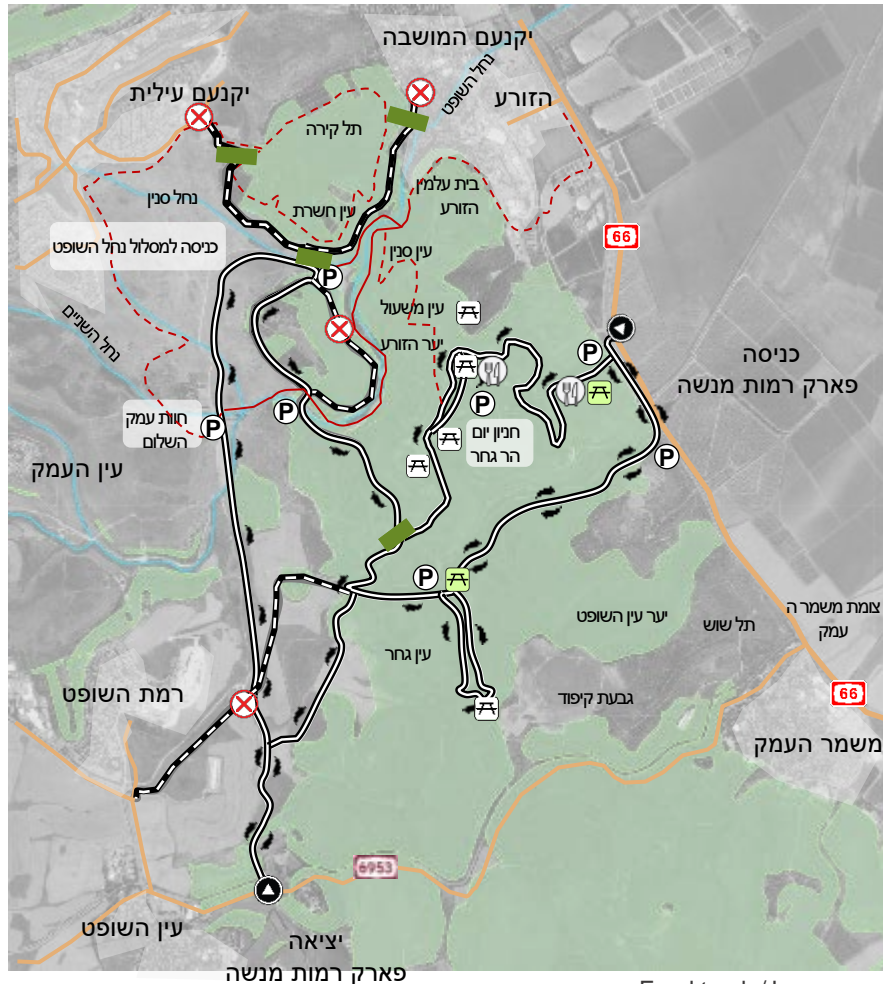 יקנעם המושבה
נחל השופט
יקנעם עילית
הזורע
תל קירה
בית עלמין
הזורע
נחל סנין
עין חשרת
כניסה למסלול נחל השופט
עין סנין
66
P
עין משעול
יער הזורע
נחל השניים
כניסה
פארק רמות מנשה
P
P
P
חוות עמק
השלום
P
חניון יום
הר גחר
עין העמק
P
P
צומת משמר ה
עמק
יער עין השופט
תל שוש
עין גחר
רמת השופט
גבעת קיפוד
66
משמר העמק
6953
עין השופט
יציאה
פארק רמות מנשה